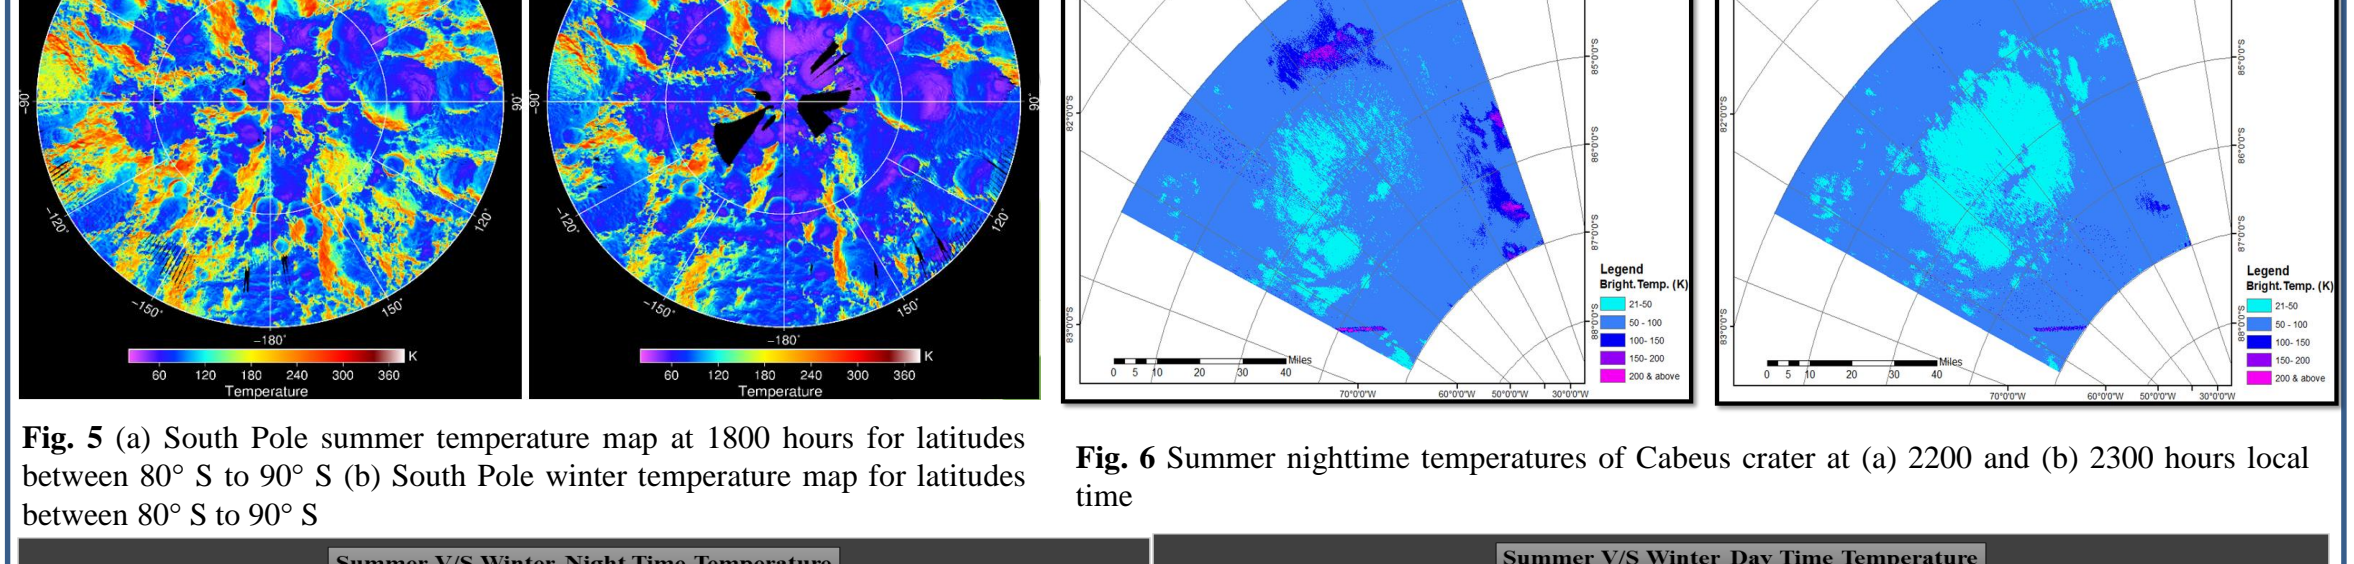 -90°
90°
-120°
120°
-150°
150°
-180°
K
60 120 180 240 300 360
Temperature
-90°
90°
-120°
120°
-150°
150°
-180°
K
60 120 180 240 300 360
Temperature
82°0'0"S
83°0'0"S
85°0'0"S
86°0'0"S
87°0'0"S
88°0'0"S
Legend
Bright.Temp. (K)
21-50
50 - 100
100- 150
150- 200
200 & above
Miles
0 5 10 20 30 40
70°0'0"W 60°0'0"W 50°0'0"W 30°0'0"W
82°0'0"S
83°0'0"S
85°0'0"S
86°0'0"S
87°0'0"S
88°0'0"S
Legend
Bright.Temp. (K)
21-50
50 - 100
100- 150
150- 200
200 & above
Miles
0 5 10 20 30 40
70°0'0"W 60°0'0"W 50°0'0"W 30°0'0"W
Fig. 5 (a) South Pole summer temperature map at 1800 hours for latitudes
between 80° S to 90° S (b) South Pole winter temperature map for latitudes
between 80° S to 90° S
Fig. 6 Summer nighttime temperatures of Cabeus crater at (a) 2200 and (b) 2300 hours local
time
Summer V/S Winter Night Time Temperature
Summer V/S Winter Day Time Temperature